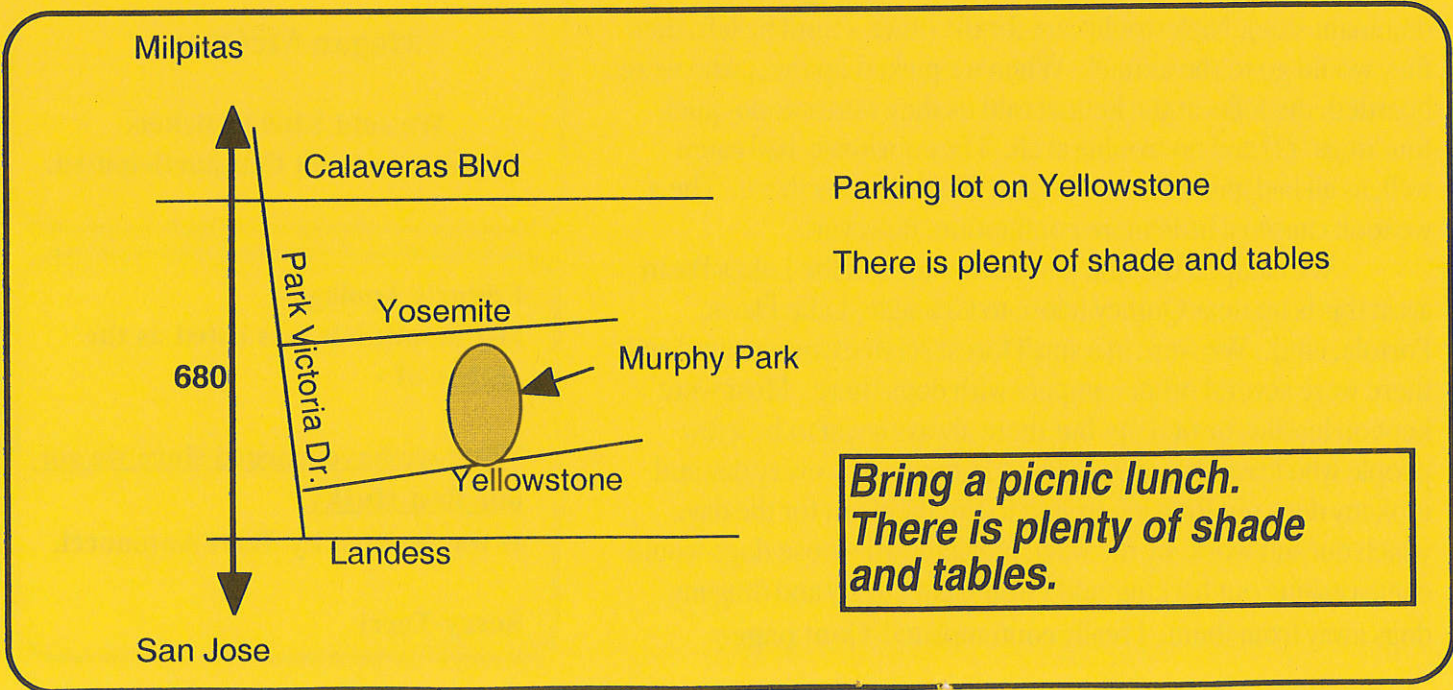 Milpitas
Calaveras Blvd
Parking lot on Yellowstone
There is plenty of shade and tables
Park Victoria Dr.
Yosemite
Murphy Park
680
Yellowstone
Landess
San Jose
Bring a picnic lunch.
There is plenty of shade
and tables.